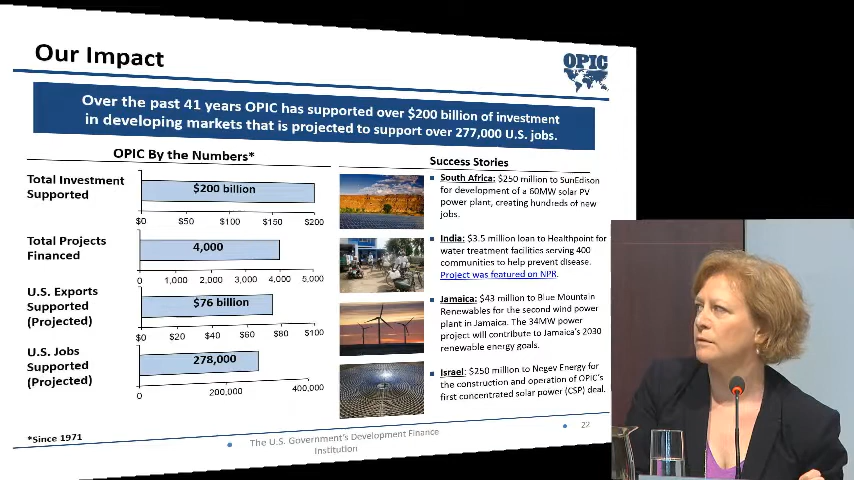 Our Impact
OPIC
Over the past 41 years OPIC has supported over $200 billion of investment
in developing markets that is projected to support over 277,000 U.S. jobs.
OPIC By the Numbers*
Total Investment
Supported
$200 billion
$0 $50 $100 $150 $200
Total Projects
Financed
4,000
0 1,000 2,000 3,000 4,000 5,000
U.S. Exports
Supported
(Projected)
$76 billion
$0 $20 $40 $60 $80 $100
U.S. Jobs
Supported
(Projected)
278,000
0 200,000 400,000
*Since 1971
Success Stories
South Africa: $250 million to SunEdison
for development of a 60MW solar PV
power plant, creating hundreds of new
jobs.
India: $3.5 million loan to Healthpoint for
water treatment facilities serving 400
communities to help prevent disease.
Project was featured on NPR.
Jamaica: $43 million to Blue Mountain
Renewables for the second wind power
plant in Jamaica. The 34MW power
project will contribute to Jamaica's 2030
renewable energy goals.
Israel: $250 million to Negev Energy for
the construction and operation of OPIC's
first concentrated solar power (CSP) deal.
The U.S. Government's Development Finance
Institution
22